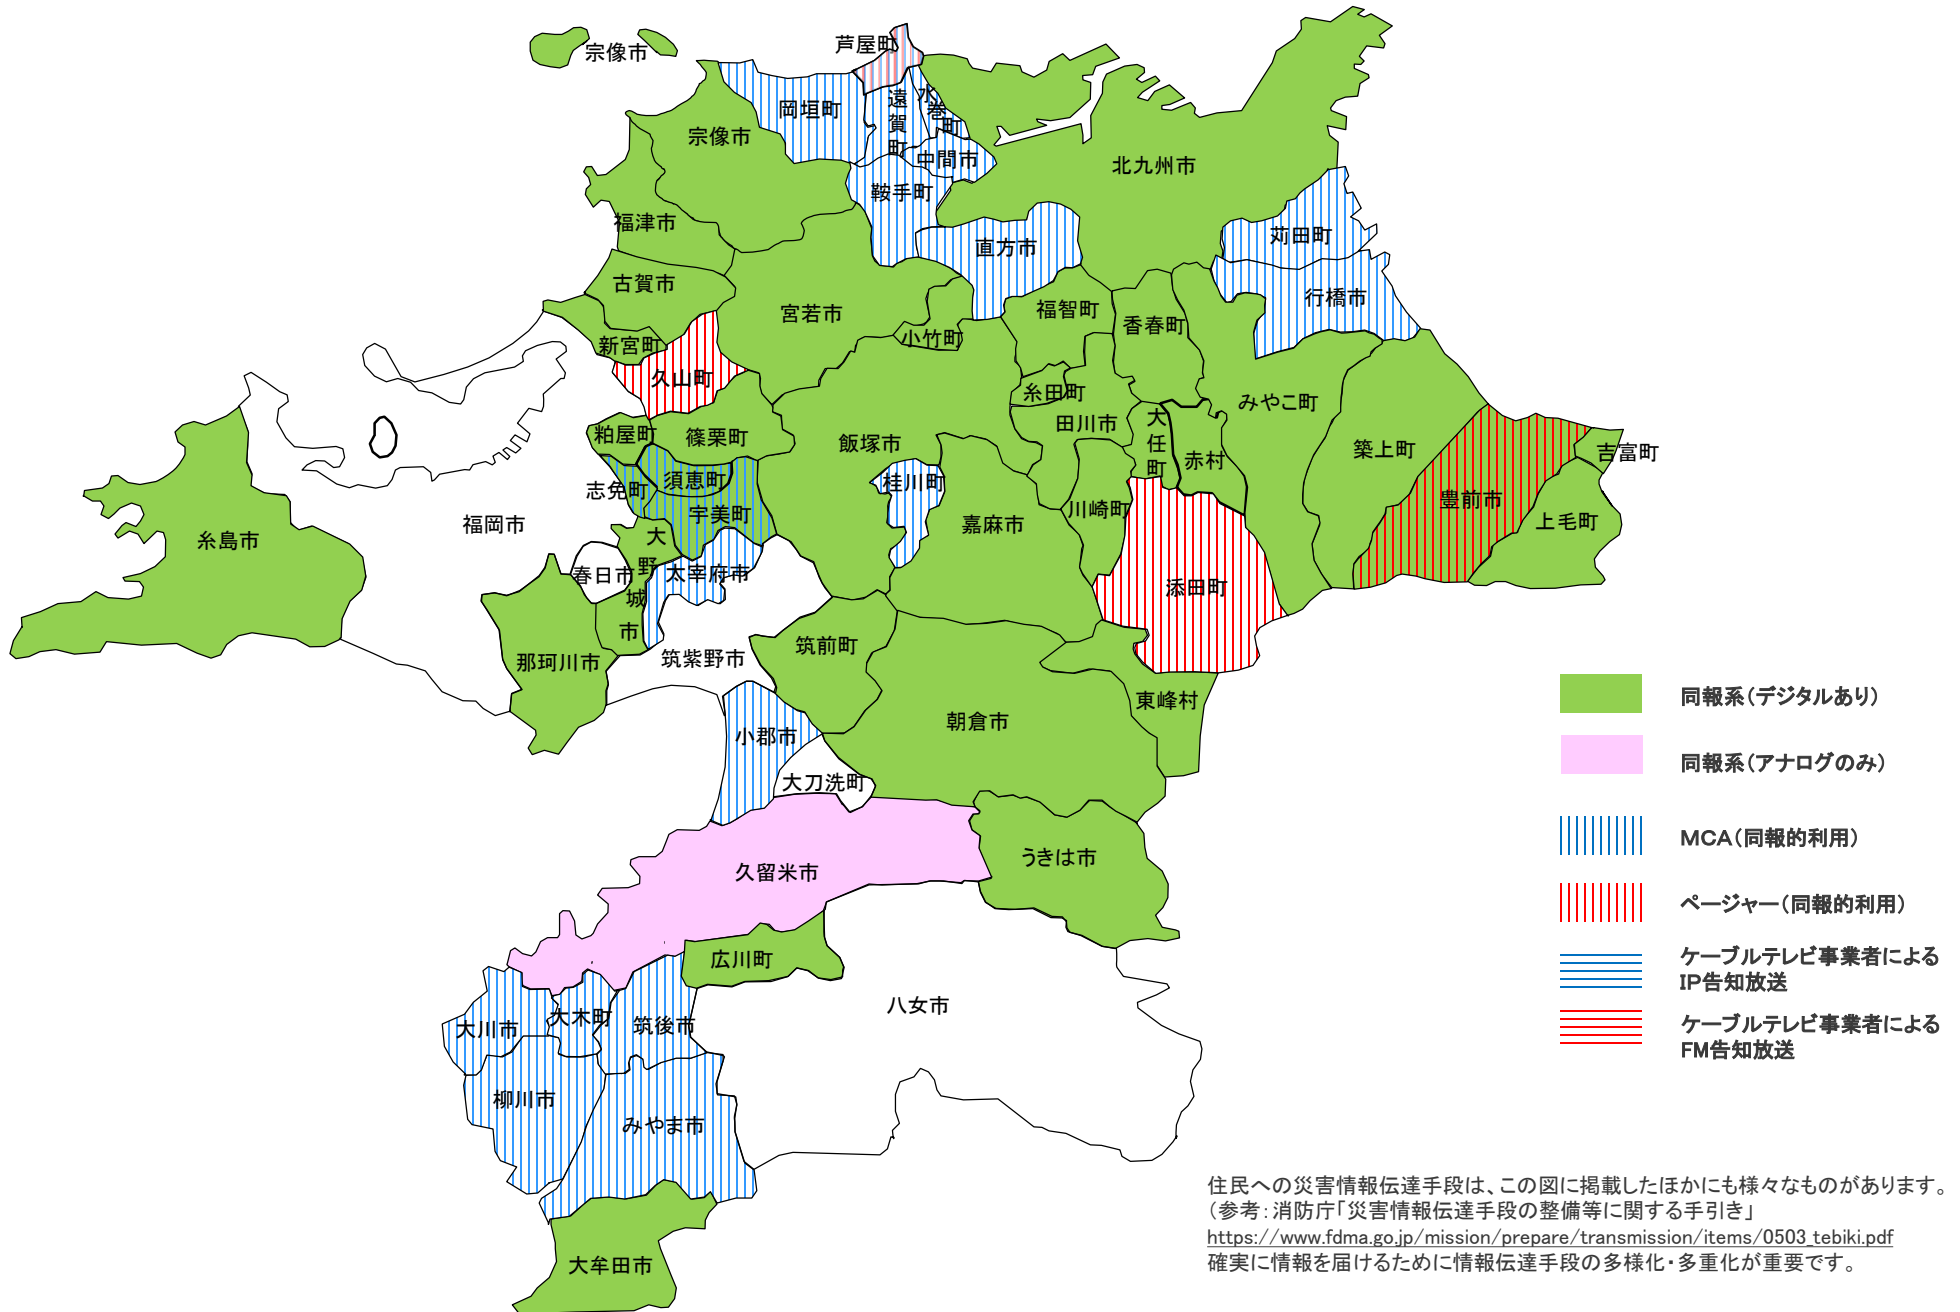 宗像市
芦屋町
岡垣町
遠賀町
水巻町
宗像市
中間市
北九州市
鞍手町
福津市
直方市
苅田町
古賀市
行橋市
宮若市
福智町
香春町
小竹町
新宮町
久山町
糸田町
みやこ町
田川市
大任町
粕屋町
篠栗町
飯塚市
築上町
吉富町
赤村
須恵町
桂川町
志免町
豊前市
川崎町
宇美町
嘉麻市
上毛町
福岡市
糸島市
大野城市
春日市
太宰府市
添田町
筑前町
筑紫野市
那珂川市
東峰村
朝倉市
小郡市
大刀洗町
うきは市
久留米市
広川町
八女市
大川市
大木町
筑後市
柳川市
みやま市
大牟田市
同報系(デジタルあり)
同報系(アナログのみ)
MCA(同報的利用)
ページャー(同報的利用)
ケーブルテレビ事業者による
IP告知放送
ケーブルテレビ事業者による
FM告知放送
住民への災害情報伝達手段は、この図に掲載したほかにも様々なものがあります。
(参考:消防庁「災害情報伝達手段の整備等に関する手引き」
https://www.fdma.go.jp/mission/prepare/transmission/items/0503_tebiki.pdf
確実に情報を届けるために情報伝達手段の多様化・多重化が重要です。